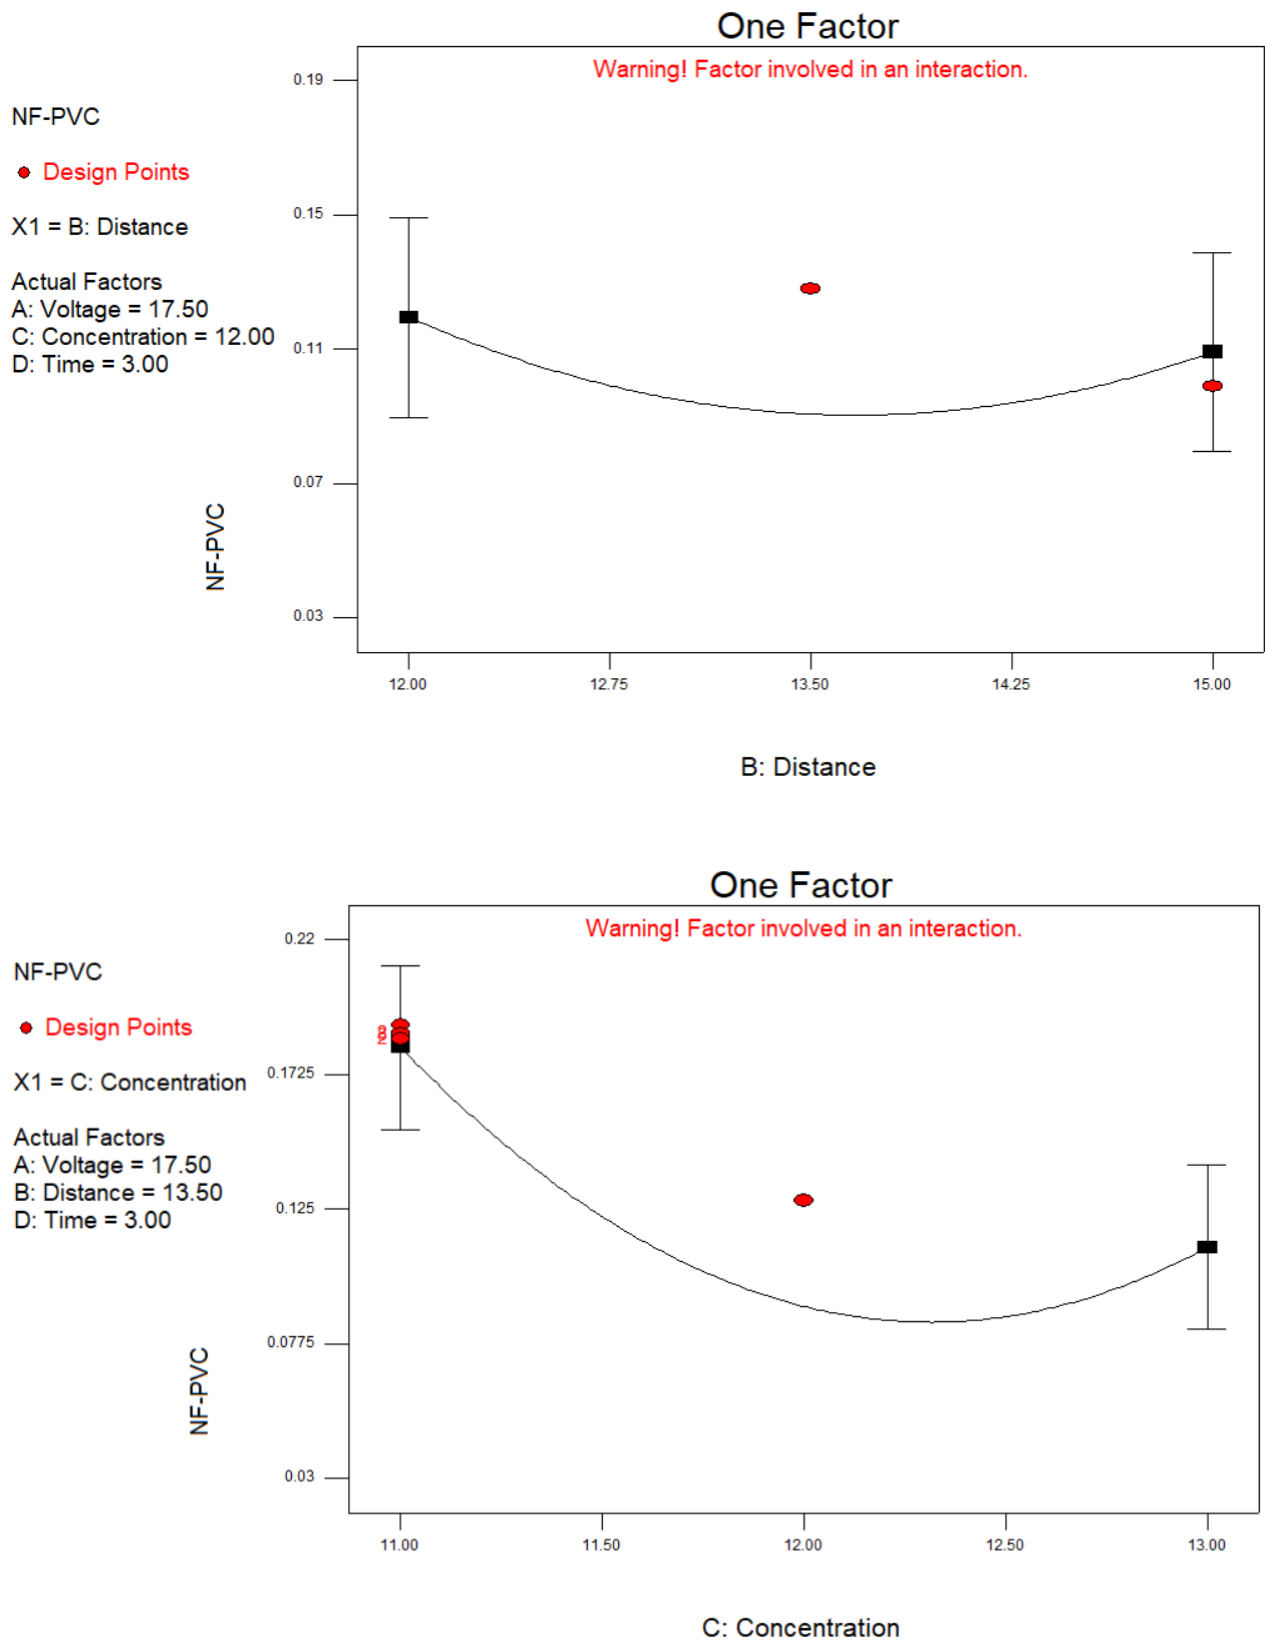 One Factor
Warning! Factor involved in an interaction.
NF-PVC
Design Points
X1 = B: Distance
Actual Factors
A: Voltage = 17.50
C: Concentration = 12.00
D: Time = 3.00
0.19
0.15
0.11
0.07
0.03
NF-PVC
12.00 12.75 13.50 14.25 15.00
B: Distance
One Factor
Warning! Factor involved in an interaction.
NF-PVC
Design Points
X1 = C: Concentration
Actual Factors
A: Voltage = 17.50
B: Distance = 13.50
D: Time = 3.00
0.22
0.1725
0.125
0.0775
0.03
NF-PVC
11.00 11.50 12.00 12.50 13.00
C: Concentration